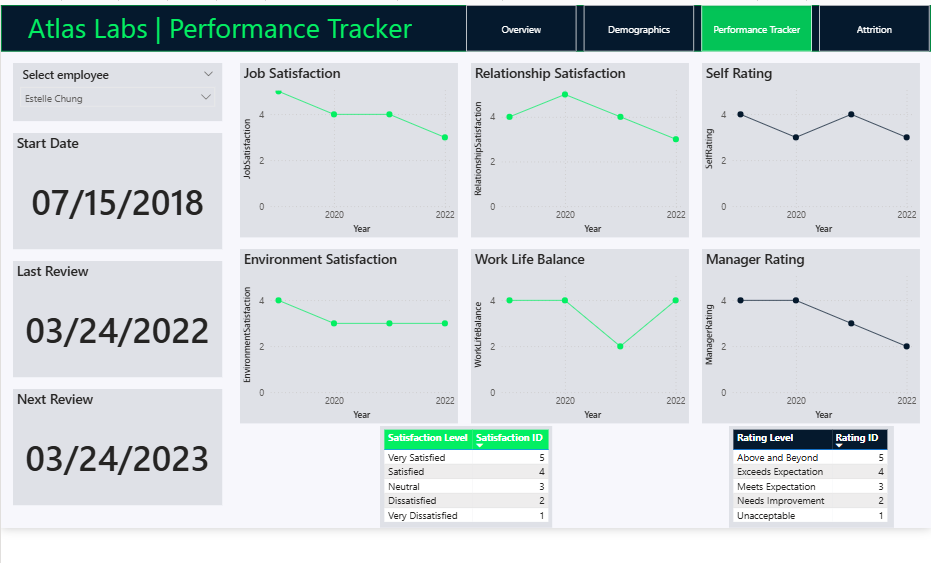 Atlas Labs | Performance Tracker
Overview
Demographics
Performance Tracker
Attrition
Select employee
Estelle Chung
Start Date
07/15/2018
Last Review
03/24/2022
Next Review
03/24/2023
Job Satisfaction
JobSatisfaction
4
2
0
2020 2022
Year
Relationship Satisfaction
RelationshipSatisfaction
4
2
0
2020 2022
Year
Self Rating
SelfRating
4
2
0
2020 2022
Year
Environment Satisfaction
EnvironmentSatisfaction
4
2
0
2020 2022
Year
Work Life Balance
WorkLifeBalance
4
2
0
2020 2022
Year
Manager Rating
ManagerRating
4
2
0
2020 2022
Year
Satisfaction Level Satisfaction ID
Very Satisfied 5
Satisfied 4
Neutral 3
Dissatisfied 2
Very Dissatisfied 1
Rating Level Rating ID
Above and Beyond 5
Exceeds Expectation 4
Meets Expectation 3
Needs Improvement 2
Unacceptable 1